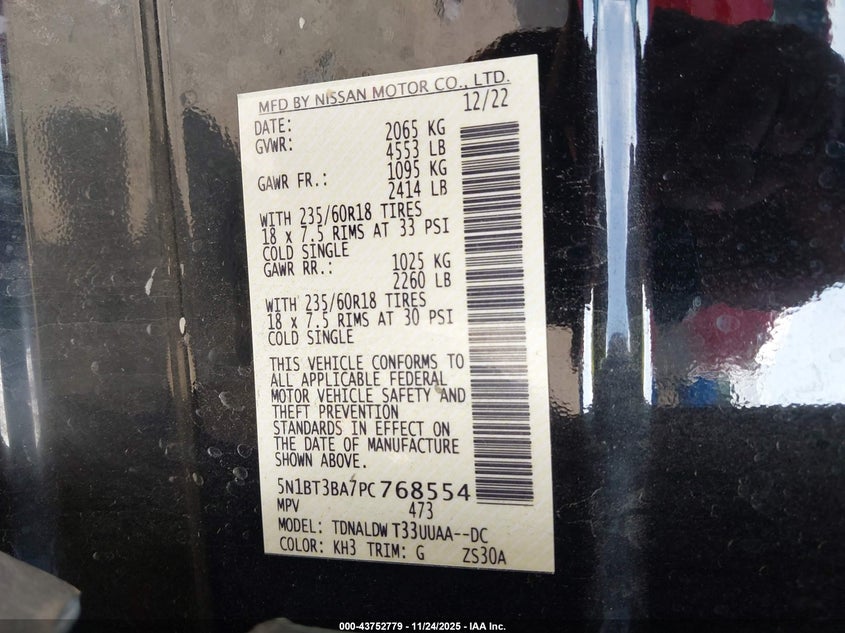 MFD BY NISSAN MOTOR CO., LTD.
DATE: 12/22
GVWR: 2065 KG
4553 LB
GAWR FR.: 1095 KG
2414 LB
WITH 235/60R18 TIRES
18 x 7.5 RIMS AT 33 PSI
COLD SINGLE
GAWR RR.: 1025 KG
2260 LB
WITH 235/60R18 TIRES
18 x 7.5 RIMS AT 30 PSI
COLD SINGLE
THIS VEHICLE CONFORMS TO
ALL APPLICABLE FEDERAL
MOTOR VEHICLE SAFETY AND
THEFT PREVENTION
STANDARDS IN EFFECT ON
THE DATE OF MANUFACTURE
SHOWN ABOVE.
5N1BT3BA7PC768554
MPV 473
MODEL: TDNALDW T33UUAA--DC
COLOR: KH3 TRIM: G ZS30A
000-43752779 - 11/24/2025 - IAA Inc.